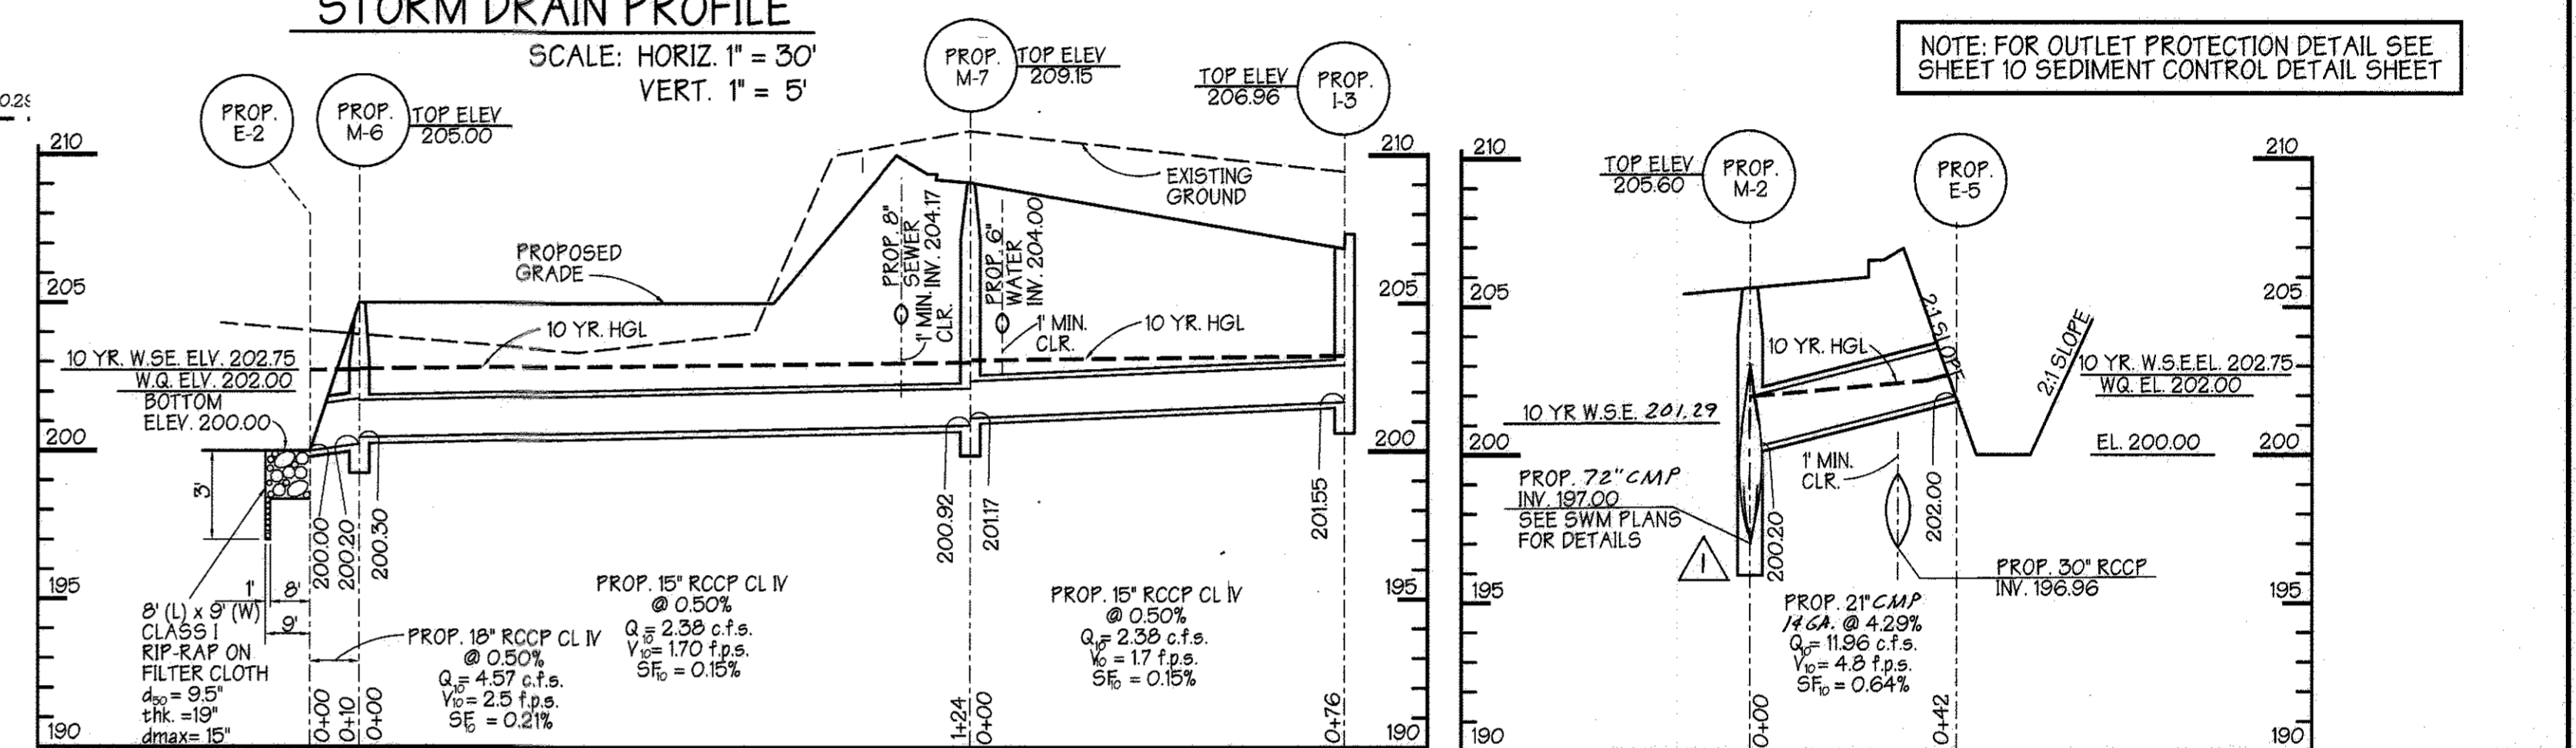 STORM DRAIN PROFILE
SCALE: HORIZ. 1" = 30'
VERT. 1" = 5'
PROP.
E-2
PROP.
M-6
TOP ELEV
205.00
PROP.
M-7
TOP ELEV
209.15
TOP ELEV
206.96
PROP.
I-3
210
205
200
195
190
PROPOSED
GRADE
10 YR. HGL
EXISTING
GROUND
PROP. 8"
SEWER
INV. 204.17
1' MIN.
CLR.
PROP. 6"
WATER
INV. 204.00
1' MIN.
CLR.
10 YR. HGL
10 YR. W.SE. ELV. 202.75
W.Q. ELV. 202.00
BOTTOM
ELEV. 200.00
3'
1'
8'
9'
8' (L) x 9' (W)
CLASS I
RIP-RAP ON
FILTER CLOTH
d50 = 9.5"
thk. =19"
dmax= 15"
200.00
200.20
200.30
200.92
201.17
201.55
PROP. 18" RCCP CL IV
@ 0.50%
Q10= 4.57 c.f.s.
V10= 2.5 f.p.s.
SF10 = 0.21%
PROP. 15" RCCP CL IV
@ 0.50%
Q10= 2.38 c.f.s.
V10= 1.70 f.p.s.
SF10 = 0.15%
PROP. 15" RCCP CL IV
@ 0.50%
Q10= 2.38 c.f.s.
V10= 1.7 f.p.s.
SF10 = 0.15%
0+00
0+10
0+00
1+24
0+00
0+76
210
205
200
195
190
NOTE: FOR OUTLET PROTECTION DETAIL SEE
SHEET 10 SEDIMENT CONTROL DETAIL SHEET
210
205
200
195
190
TOP ELEV
205.60
PROP.
M-2
PROP.
E-5
2:1 SLOPE
2:1 SLOPE
10 YR. HGL
10 YR. W.S.E.EL. 202.75
WQ. EL. 202.00
EL. 200.00
10 YR W.S.E. 201.29
PROP. 72" CMP
INV. 197.00
SEE SWM PLANS
FOR DETAILS
1
1' MIN.
CLR.
200.20
202.00
PROP. 30" RCCP
INV. 196.96
PROP. 21" CMP
14 GA. @ 4.29%
Q10= 11.96 c.f.s.
V10= 4.8 f.p.s.
SF10 = 0.64%
0+00
0+42
210
205
200
195
190